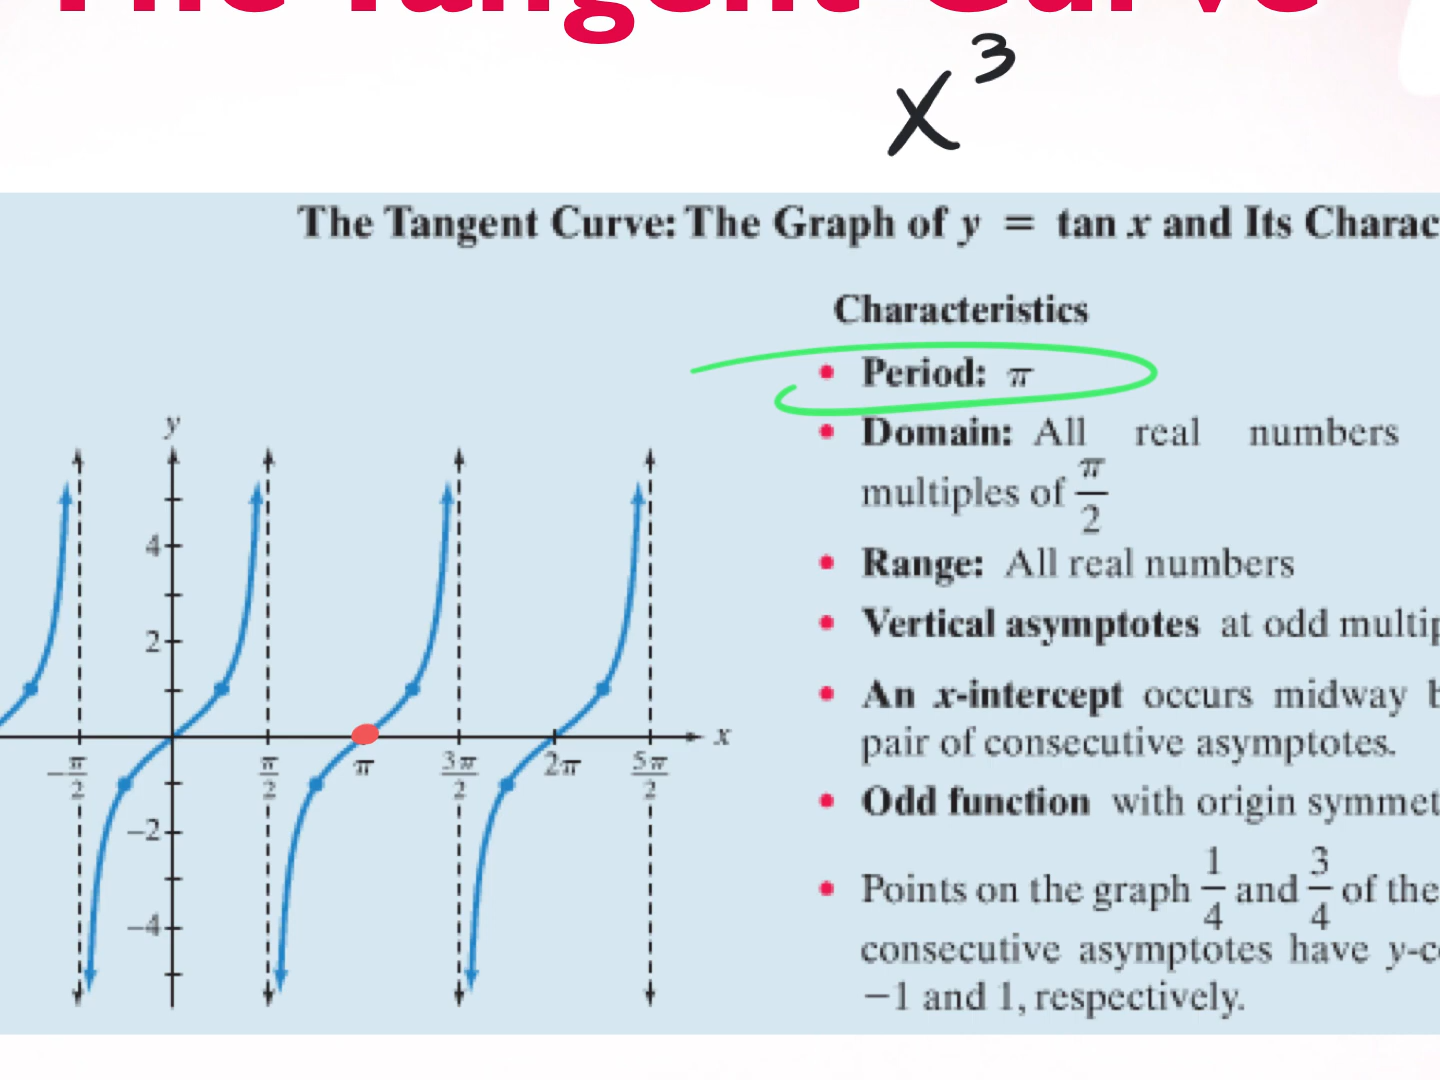 The Tangent Curve
x³
The Tangent Curve: The Graph of y = tan x and Its Charac
Characteristics
• Period: π
• Domain: All real numbers
multiples of π/2
• Range: All real numbers
• Vertical asymptotes at odd multip
• An x-intercept occurs midway b
pair of consecutive asymptotes.
• Odd function with origin symmet
• Points on the graph 1/4 and 3/4 of the
consecutive asymptotes have y-c
−1 and 1, respectively.
y
4
2
−π/2 π/2 π 3π/2 2π 5π/2 x
−2
−4